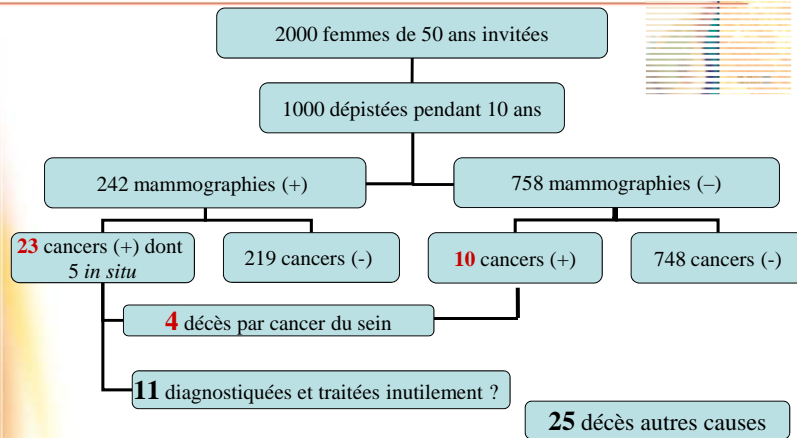 2000 femmes de 50 ans invitées
1000 dépistées pendant 10 ans
242 mammographies (+)
758 mammographies (–)
23 cancers (+) dont
5 in situ
219 cancers (-)
10 cancers (+)
748 cancers (-)
4 décès par cancer du sein
11 diagnostiquées et traitées inutilement ?
25 décès autres causes